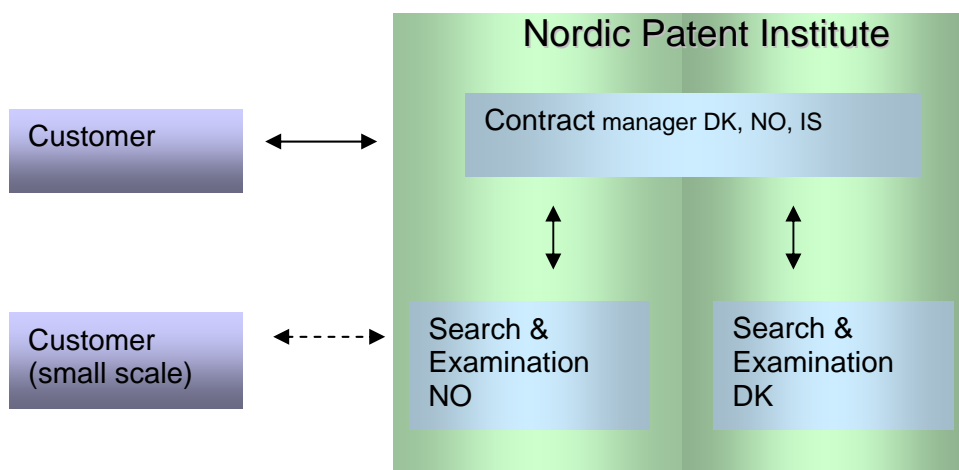 Nordic Patent Institute
Customer
Contract manager DK, NO, IS
Customer
(small scale)
Search &
Examination
NO
Search &
Examination
DK